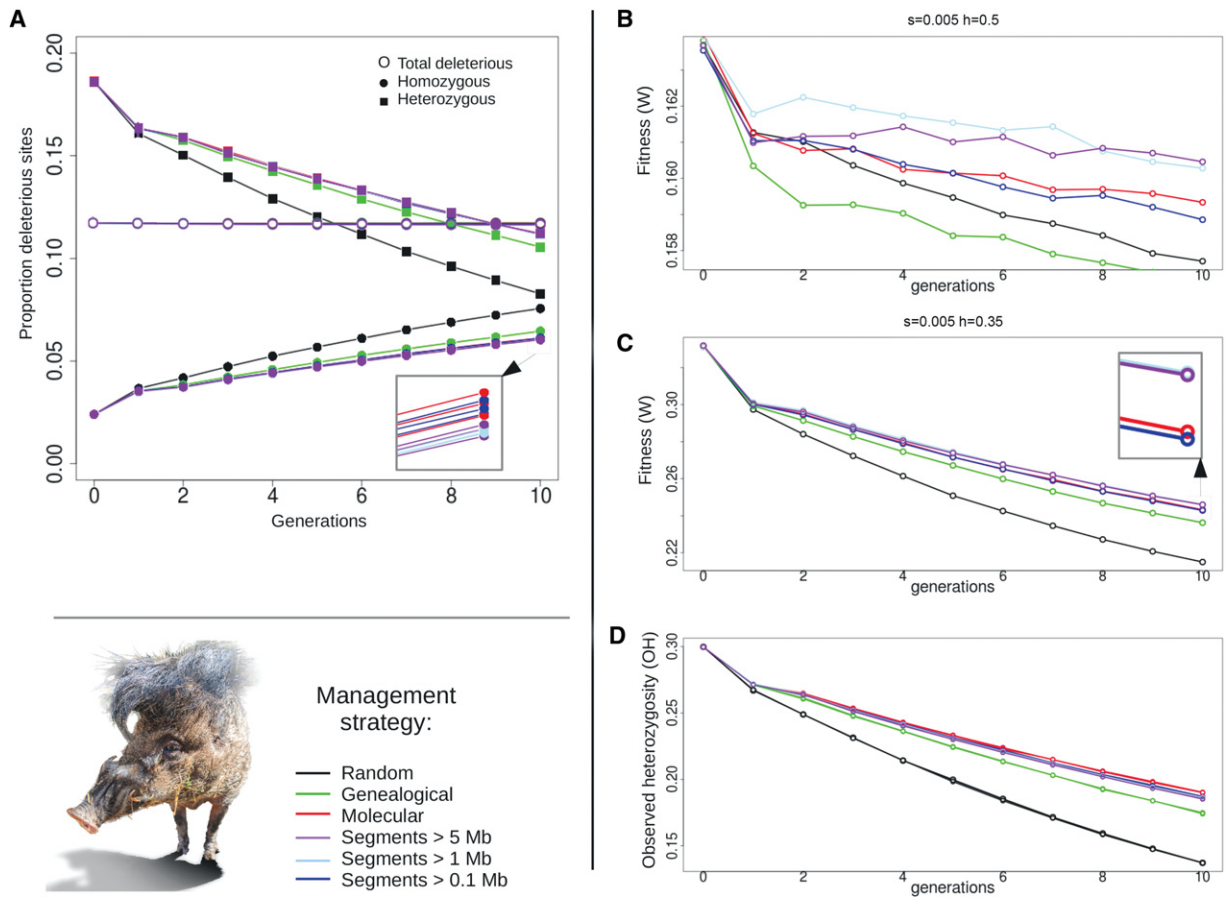 A
Proportion deleterious sites
0.20
0.15
0.10
0.05
0.00
Total deleterious
Homozygous
Heterozygous
0 2 4 6 8 10
Generations
Management
strategy:
Random
Genealogical
Molecular
Segments > 5 Mb
Segments > 1 Mb
Segments > 0.1 Mb
B
s=0.005 h=0.5
Fitness (W)
0.162
0.160
0.158
0 2 4 6 8 10
generations
C
s=0.005 h=0.35
Fitness (W)
0.30
0.26
0.22
0 2 4 6 8 10
generations
D
Observed heterozygosity (OH)
0.30
0.25
0.20
0.15
0 2 4 6 8 10
generations